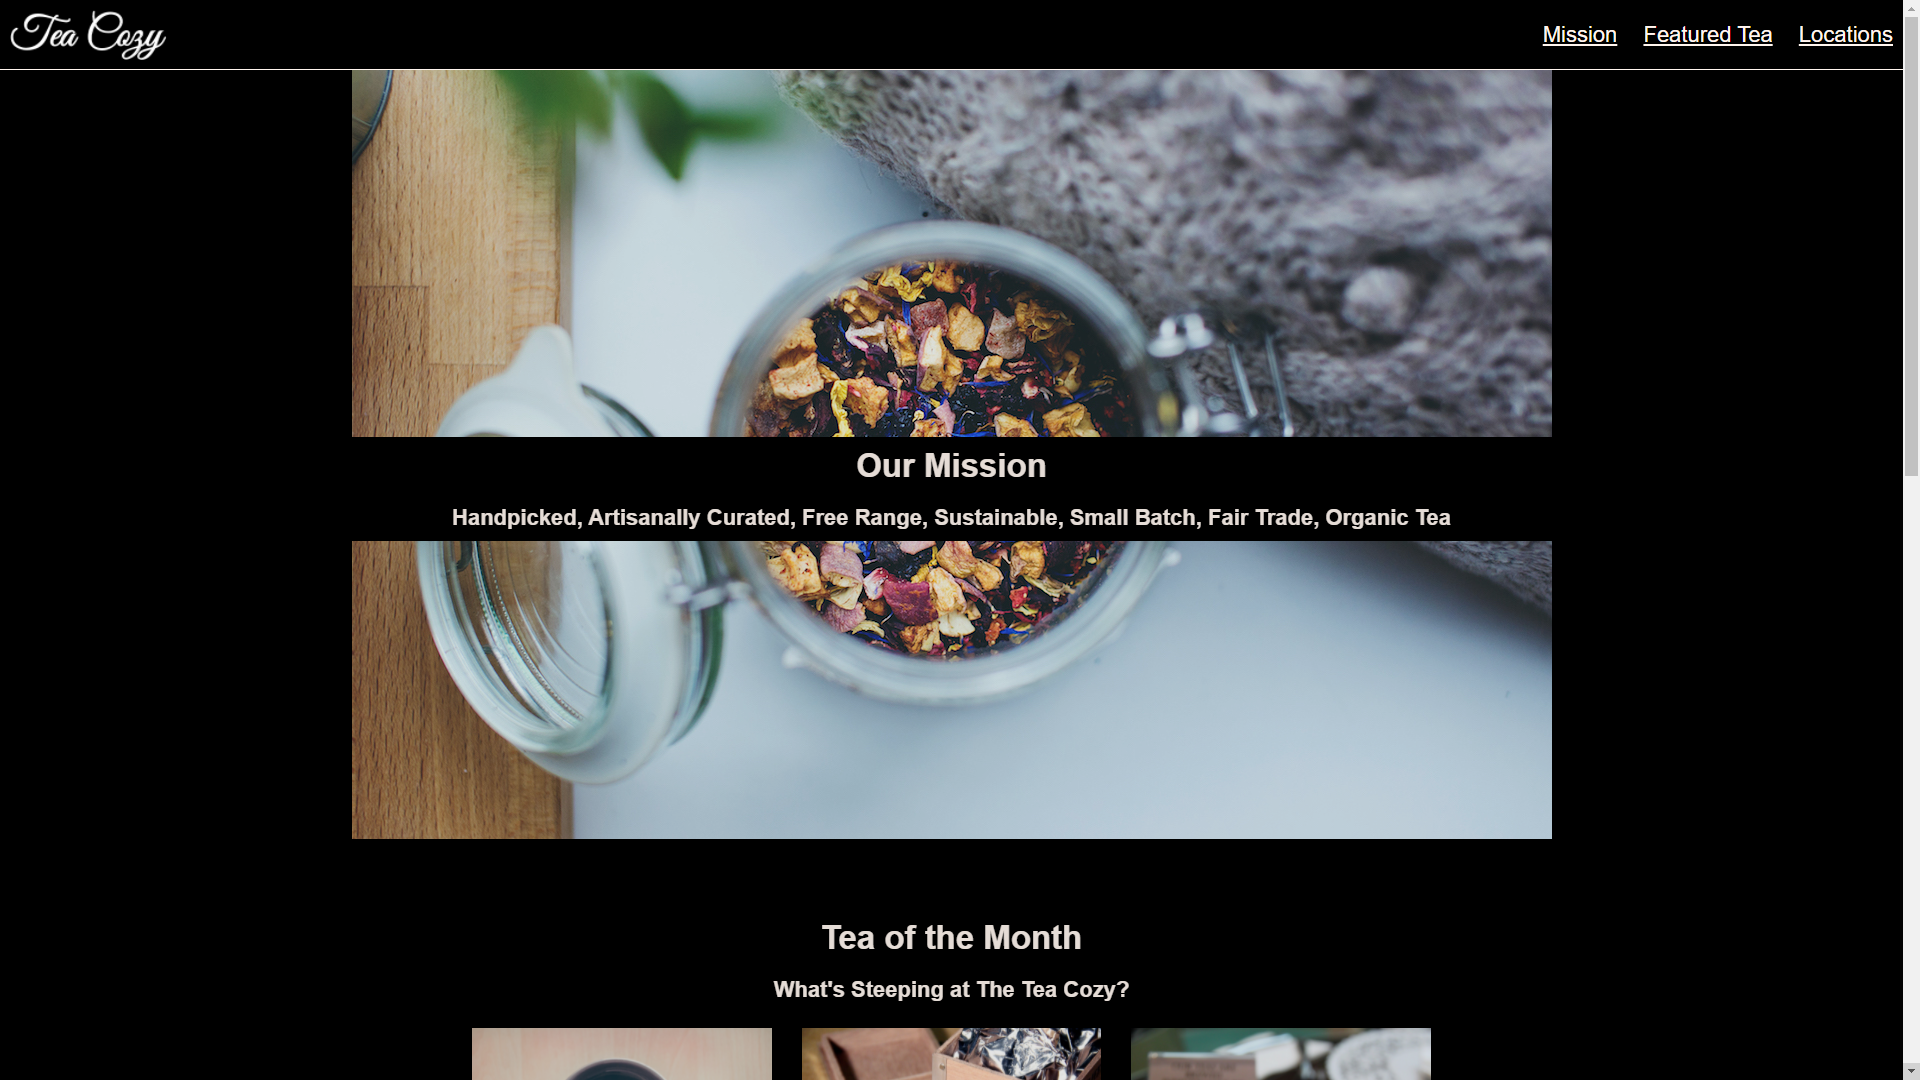 Tea Cozy
Mission Featured Tea Locations
Our Mission
Handpicked, Artisanally Curated, Free Range, Sustainable, Small Batch, Fair Trade, Organic Tea
Tea of the Month
What's Steeping at The Tea Cozy?